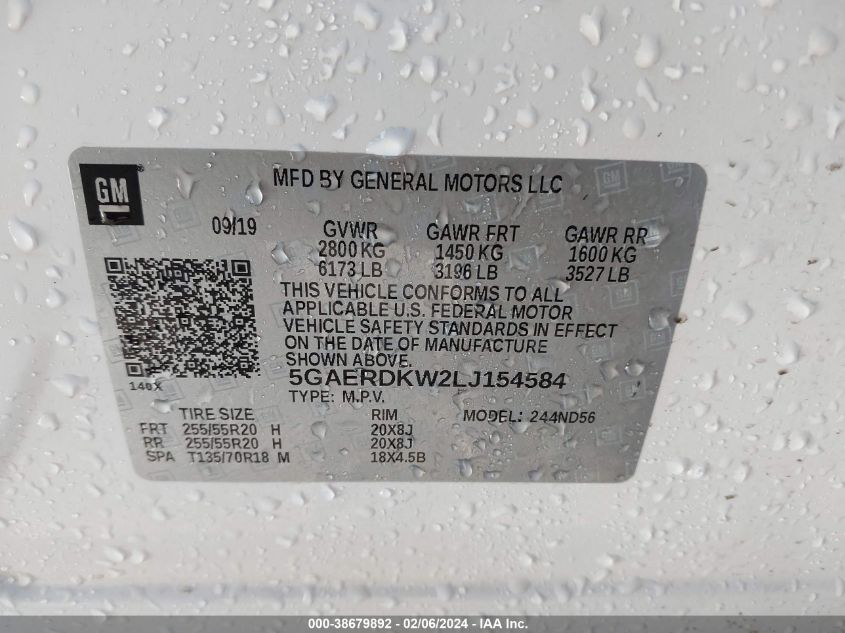 GM
MFD BY GENERAL MOTORS LLC
09/19 GVWR GAWR FRT GAWR RR
2800 KG 1450 KG 1600 KG
6173 LB 3196 LB 3527 LB
THIS VEHICLE CONFORMS TO ALL
APPLICABLE U.S. FEDERAL MOTOR
VEHICLE SAFETY STANDARDS IN EFFECT
ON THE DATE OF MANUFACTURE
SHOWN ABOVE.
140X
5GAERDKW2LJ154584
TYPE: M.P.V. MODEL: 244ND56
TIRE SIZE RIM
FRT 255/55R20 H 20X8J
RR 255/55R20 H 20X8J
SPA T135/70R18 M 18X4.5B
000-38679892 - 02/06/2024 - © IAA Holdings, LLC